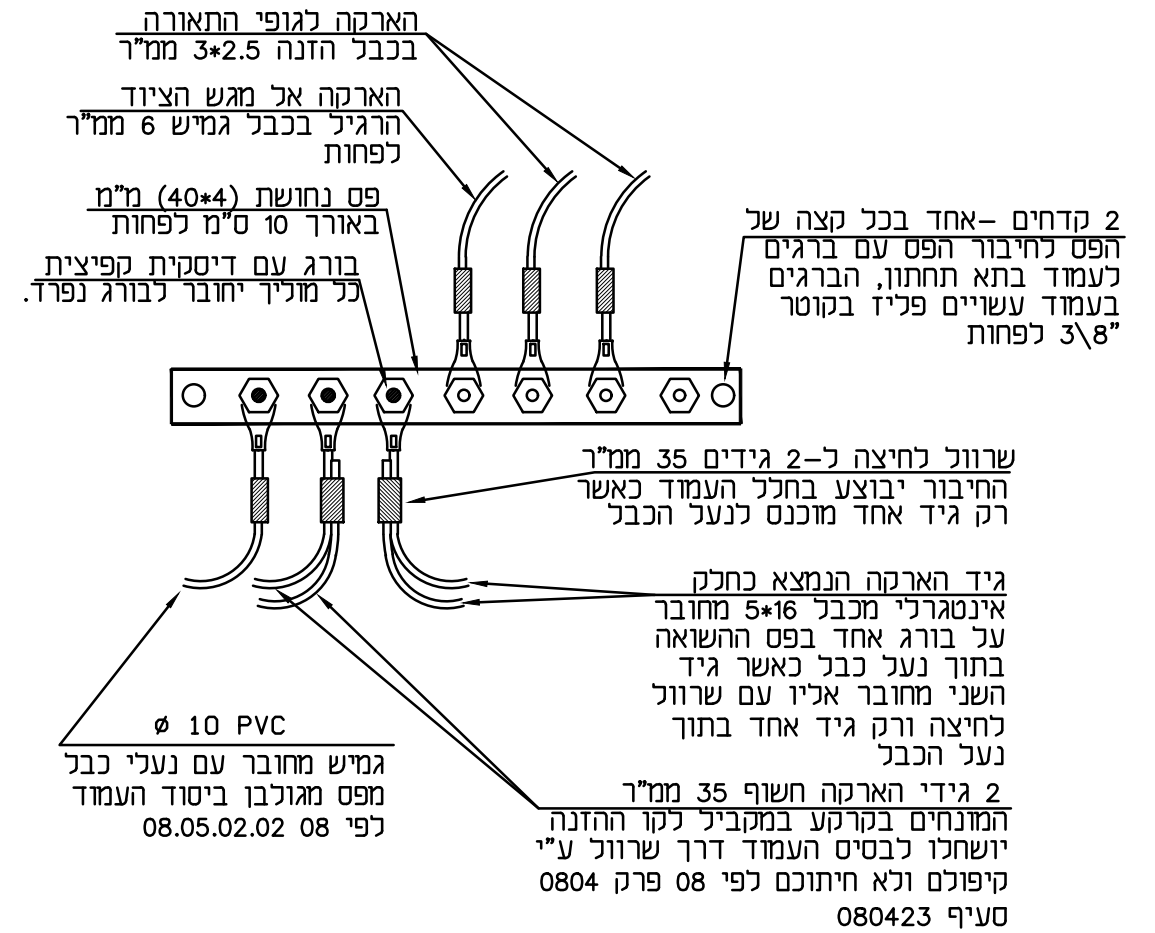 הארקה לגופי התאורה
בכבל הזנה 3*2.5 ממ"ר
הארקה אל מגש הציוד
הרגיל בכבל גמיש 6 ממ"ר
לפחות
פס נחושת (40*4) מ"מ
באורך 10 ס"מ לפחות
בורג עם דיסקית קפיצית
כל מוליך יחובר לבורג נפרד.
2 קדחים -אחד בכל קצה של
הפס לחיבור הפס עם ברגים
לעמוד בתא תחתון, הברגים
בעמוד עשויים פליז בקוטר
3\8" לפחות
שרוול לחיצה ל-2 גידים 35 ממ"ר
החיבור יבוצע בחלל העמוד כאשר
רק גיד אחד מוכנס לנעל הכבל
גיד הארקה הנמצא כחלק
אינטגרלי מכבל 5*16 מחובר
על בורג אחד בפס ההשואה
בתוך נעל כבל כאשר גיד
השני מחובר אליו עם שרוול
לחיצה ורק גיד אחד בתוך
נעל הכבל
ø 10 PVC
גמיש מחובר עם נעלי כבל
מפס מגולבן ביסוד העמוד
לפי 08 08.05.02.02
2 גידי הארקה חשוף 35 ממ"ר
המונחים בקרקע במקביל לקו ההזנה
יושחלו לבסיס העמוד דרך שרוול ע"י
קיפולם ולא חיתוכם לפי 08 פרק 0804
סעיף 080423